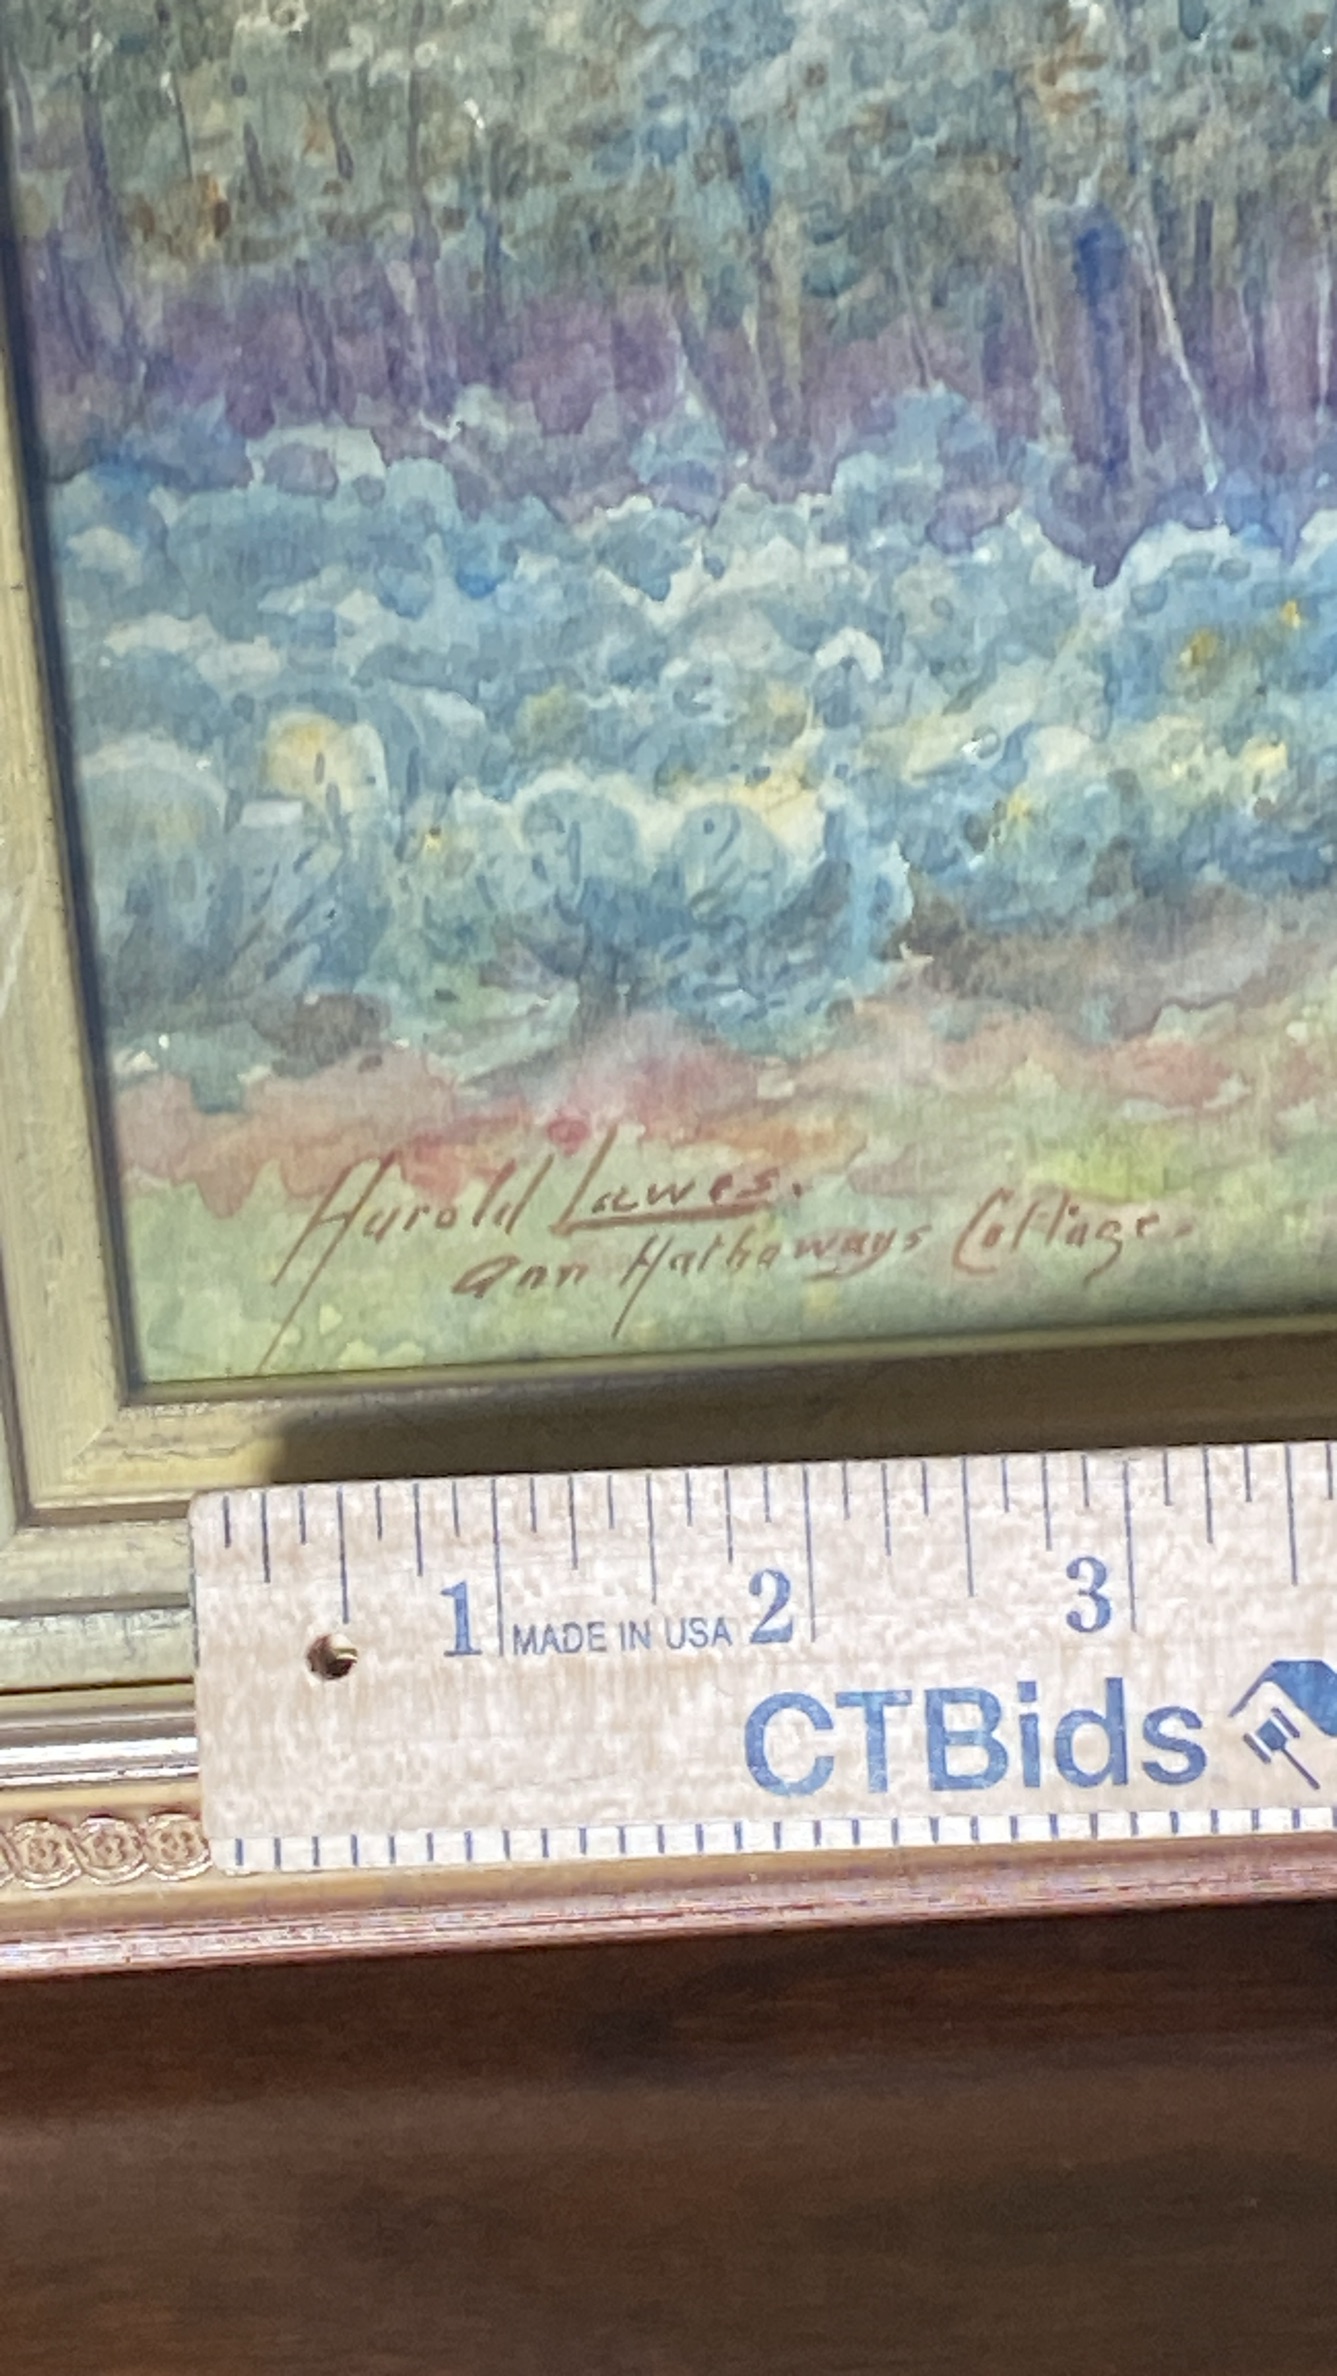 Harold Lawes.
Ann Hathaways Cottage.
1 MADE IN USA 2 3
CTBids